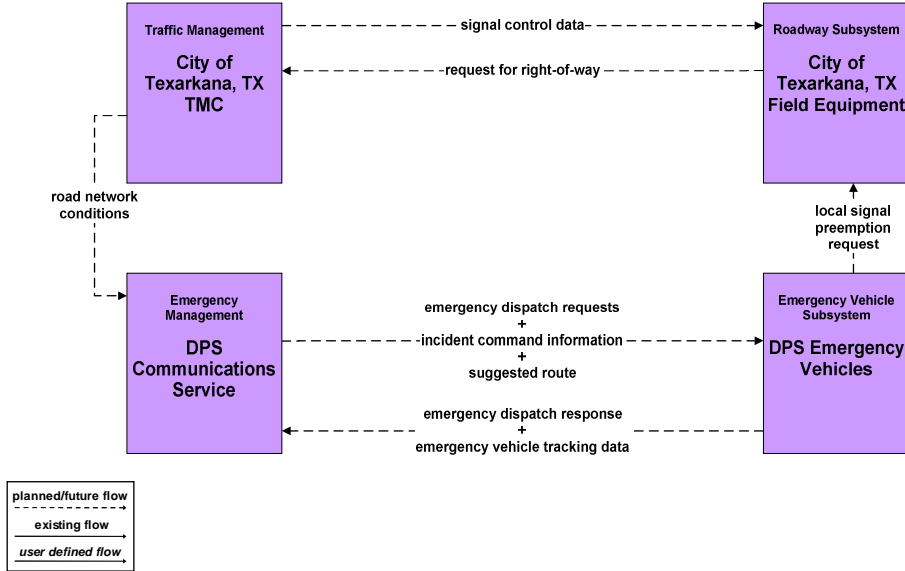 Traffic Management
City of
Texarkana, TX
TMC
signal control data
request for right-of-way
Roadway Subsystem
City of
Texarkana, TX
Field Equipment
road network
conditions
local signal
preemption
request
Emergency
Management
DPS
Communications
Service
emergency dispatch requests
+
incident command information
+
suggested route
emergency dispatch response
+
emergency vehicle tracking data
Emergency Vehicle
Subsystem
DPS Emergency
Vehicles
planned/future flow
existing flow
user defined flow